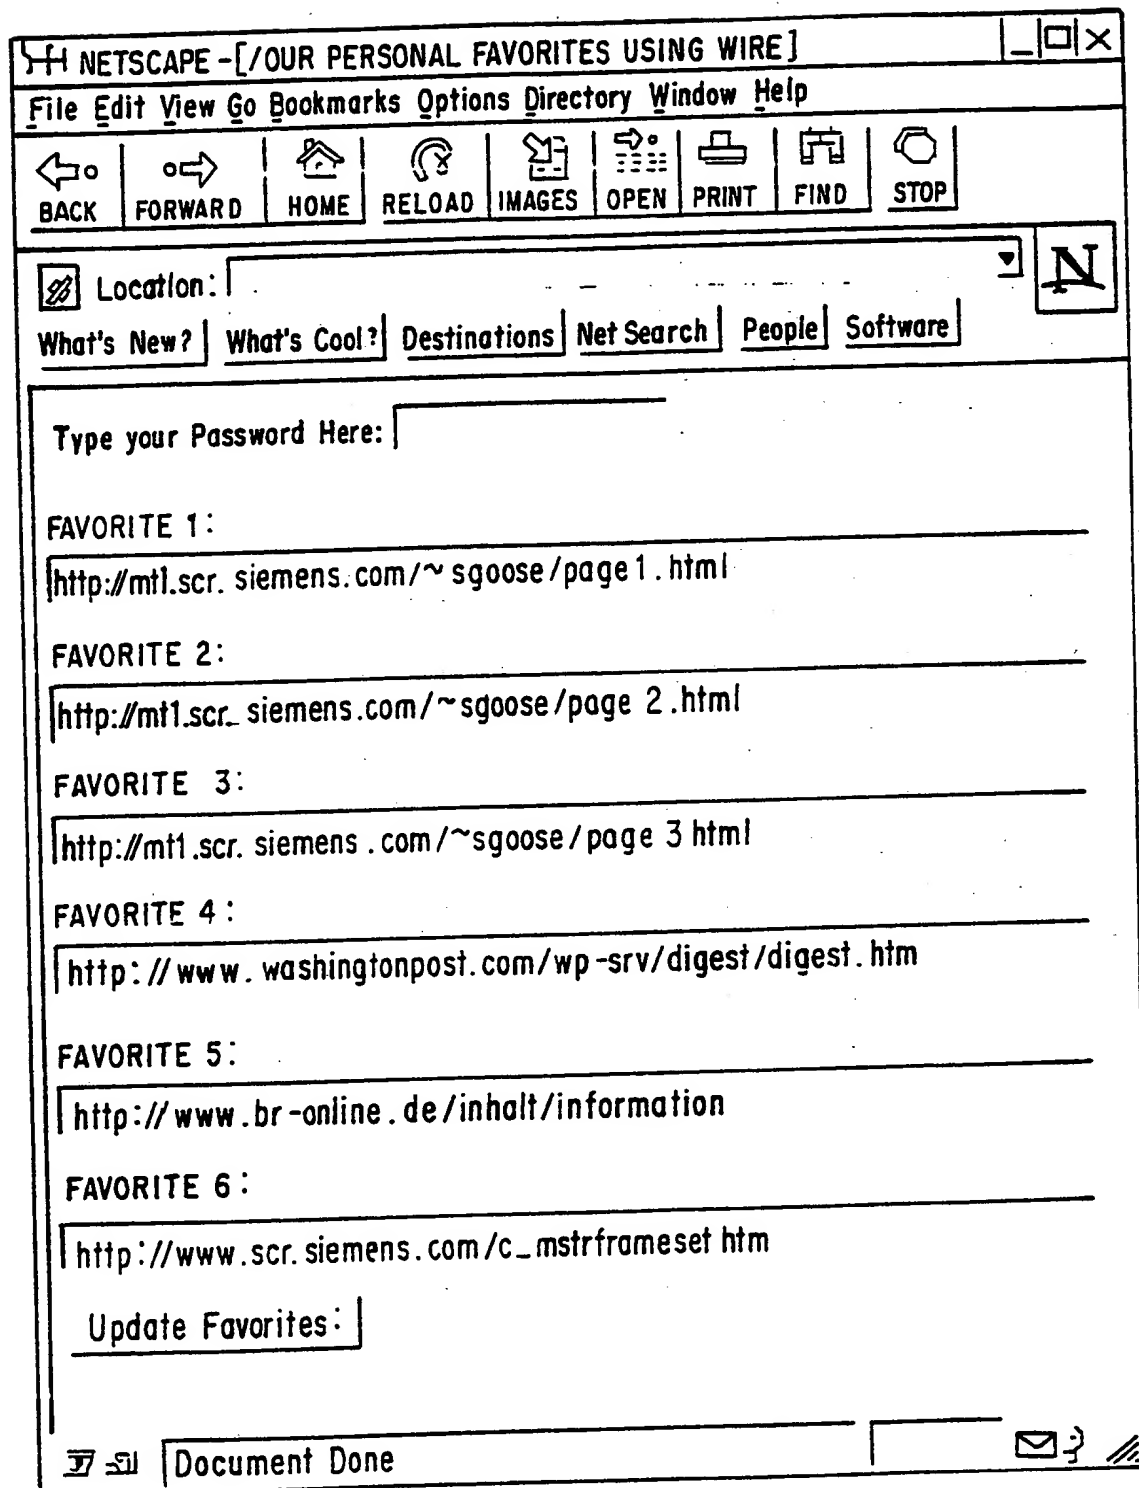 NETSCAPE-[/OUR PERSONAL FAVORITES USING WIRE]
File Edit View Go Bookmarks Options Directory Window Help
BACK FORWARD HOME RELOAD IMAGES OPEN PRINT FIND STOP
Location: N
What's New? What's Cool? Destinations Net Search People Software
Type your Password Here:
FAVORITE 1:
http://mt1.scr. siemens.com/~ sgoose/page1.html
FAVORITE 2:
http://mt1.scr_ siemens.com/~sgoose/page 2.html
FAVORITE 3:
http://mt1.scr. siemens.com/~sgoose/page 3 html
FAVORITE 4:
http://www.washingtonpost.com/wp-srv/digest/digest.htm
FAVORITE 5:
http://www.br-online.de/inhalt/information
FAVORITE 6:
http://www.scr.siemens.com/c_mstrframeset htm
Update Favorites:
Document Done